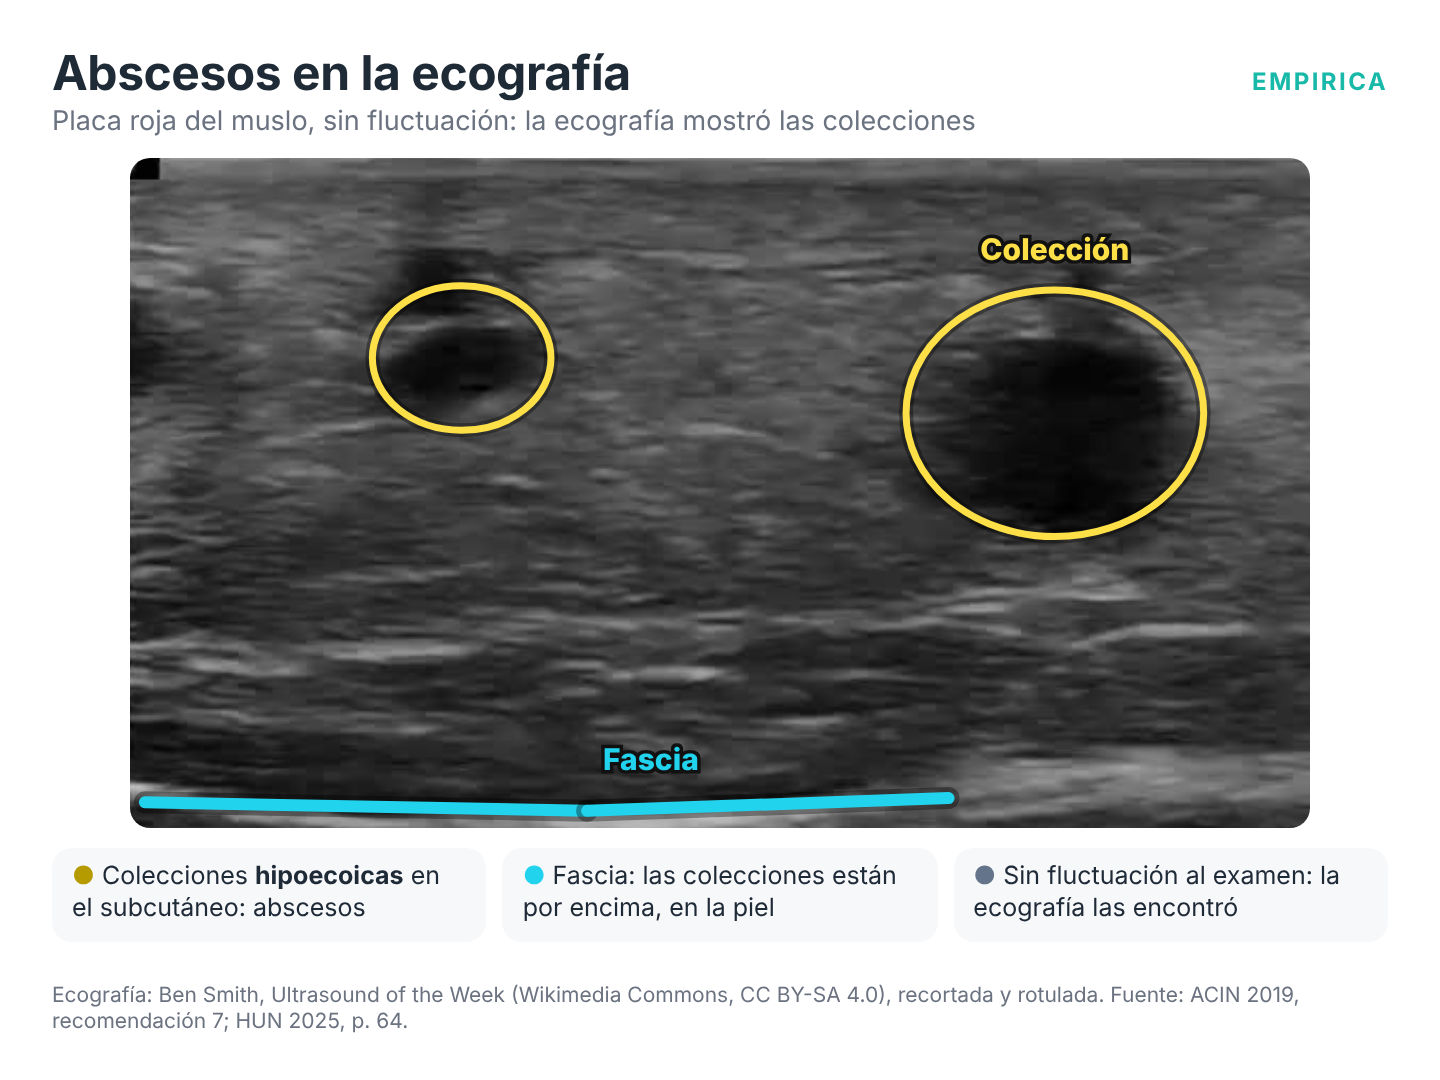 Abscesos en la ecografía
EMPIRICA
Placa roja del muslo, sin fluctuación: la ecografía mostró las colecciones
Colección
Fascia
Colecciones hipoecoicas en
el subcutáneo: abscesos
Fascia: las colecciones están
por encima, en la piel
Sin fluctuación al examen: la
ecografía las encontró
Ecografía: Ben Smith, Ultrasound of the Week (Wikimedia Commons, CC BY-SA 4.0), recortada y rotulada. Fuente: ACIN 2019,
recomendación 7; HUN 2025, p. 64.